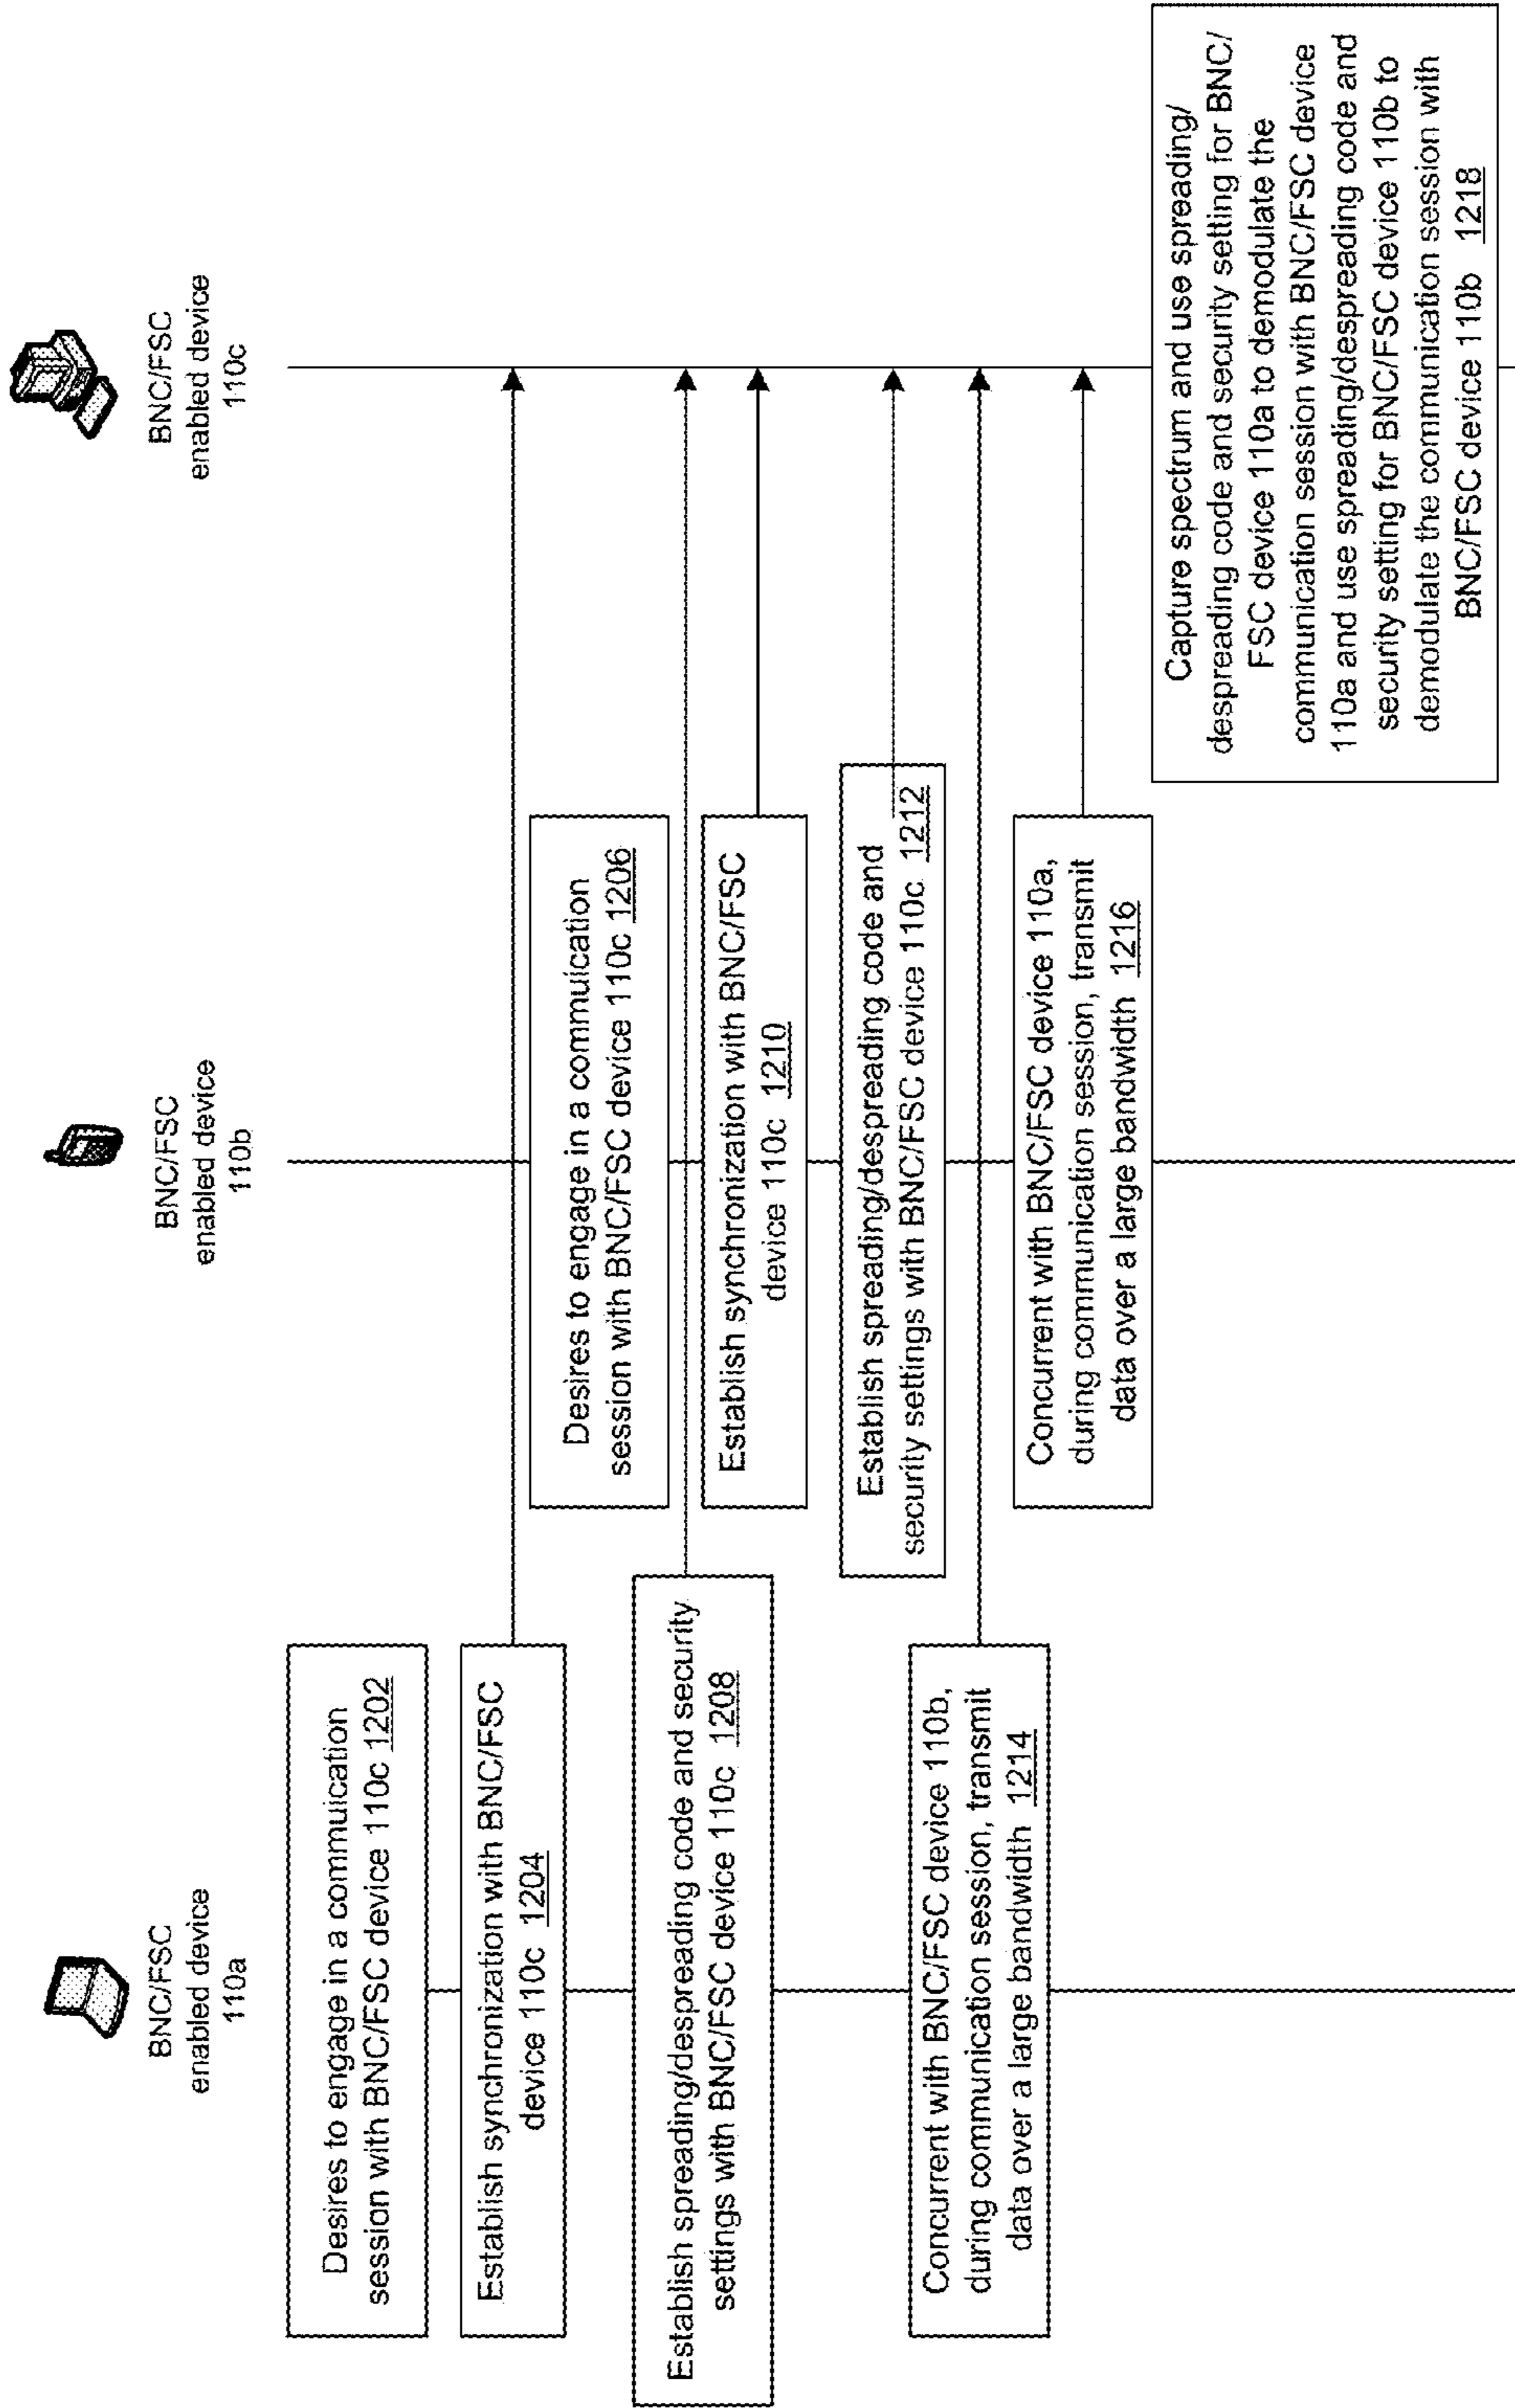 BNC/FSC
enabled device
110a
BNC/FSC
enabled device
110b
BNC/FSC
enabled device
110c
Desires to engage in a commuication
session with BNC/FSC device 110c 1202
Establish synchronization with BNC/FSC
device 110c 1204
Desires to engage in a commuication
session with BNC/FSC device 110c 1206
Establish spreading/despreading code and security
settings with BNC/FSC device 110c 1208
Establish synchronization with BNC/FSC
device 110c 1210
Establish spreading/despreading code and
security settings with BNC/FSC device 110c 1212
Concurrent with BNC/FSC device 110b,
during communication session, transmit
data over a large bandwidth 1214
Concurrent with BNC/FSC device 110a,
during communication session, transmit
data over a large bandwidth 1216
Capture spectrum and use spreading/
despreading code and security setting for BNC/
FSC device 110a to demodulate the
communication session with BNC/FSC device
110a and use spreading/despreading code and
security setting for BNC/FSC device 110b to
demodulate the communication session with
BNC/FSC device 110b 1218